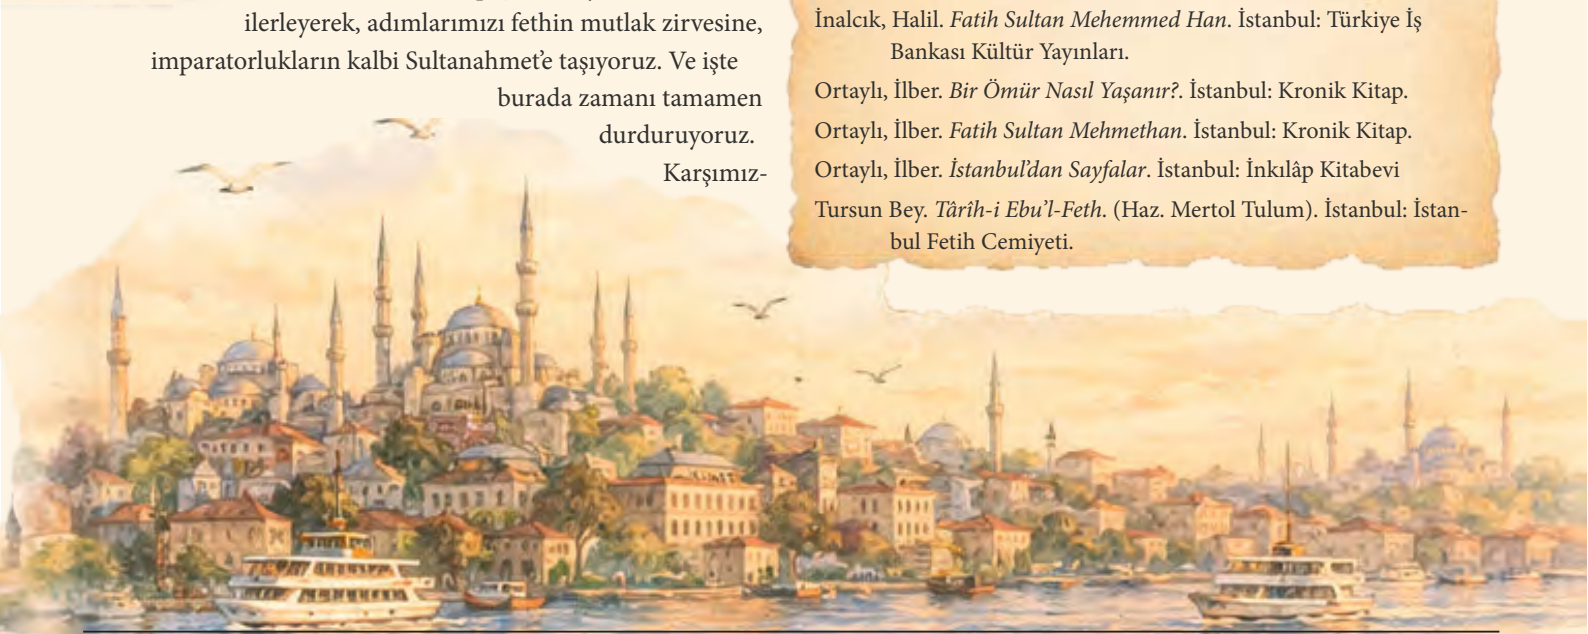 ilerleyerek, adımlarımızı fethin mutlak zirvesine,
imparatorlukların kalbi Sultanahmet'e taşıyoruz. Ve işte
burada zamanı tamamen
durduruyoruz.
Karşımız-
İnalcık, Halil. Fatih Sultan Mehemmed Han. İstanbul: Türkiye İş
Bankası Kültür Yayınları.
Ortaylı, İlber. Bir Ömür Nasıl Yaşanır?. İstanbul: Kronik Kitap.
Ortaylı, İlber. Fatih Sultan Mehmethan. İstanbul: Kronik Kitap.
Ortaylı, İlber. İstanbul'dan Sayfalar. İstanbul: İnkılâp Kitabevi
Tursun Bey. Târîh-i Ebu'l-Feth. (Haz. Mertol Tulum). İstanbul: İstan-
bul Fetih Cemiyeti.